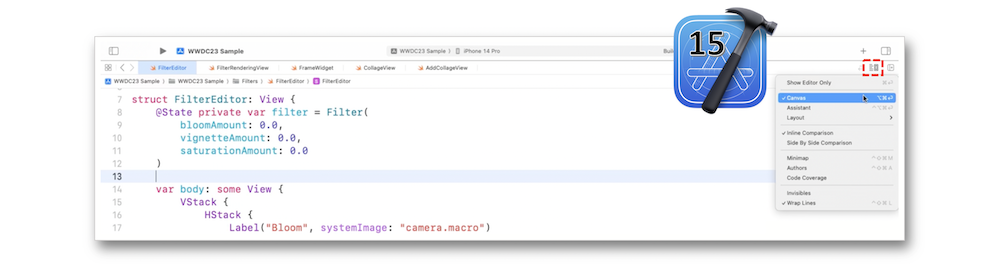 15
WWDC23 Sample
WWDC23 Sample 〉 iPhone 14 Pro
FilterEditor
FilterRenderingView
FrameWidget
CollageView
AddCollageView
WWDC23 Sample 〉 WWDC23 Sample 〉 Filters 〉 FilterEditor 〉 S FilterEditor
7 struct FilterEditor: View {
8 @State private var filter = Filter(
9 bloomAmount: 0.0,
10 vignetteAmount: 0.0,
11 saturationAmount: 0.0
12 )
13
14 var body: some View {
15 VStack {
16 HStack {
17 Label("Bloom", systemImage: "camera.macro")
Show Editor Only ⌘⏎
✓ Canvas ⌥⌘⏎
Assistant ⌃⌥⌘⏎
Layout
✓ Inline Comparison
Side By Side Comparison
Minimap ⌃⇧⌘M
Authors ⌃⇧⌘A
Code Coverage
Invisibles
✓ Wrap Lines ⌃⇧⌘L